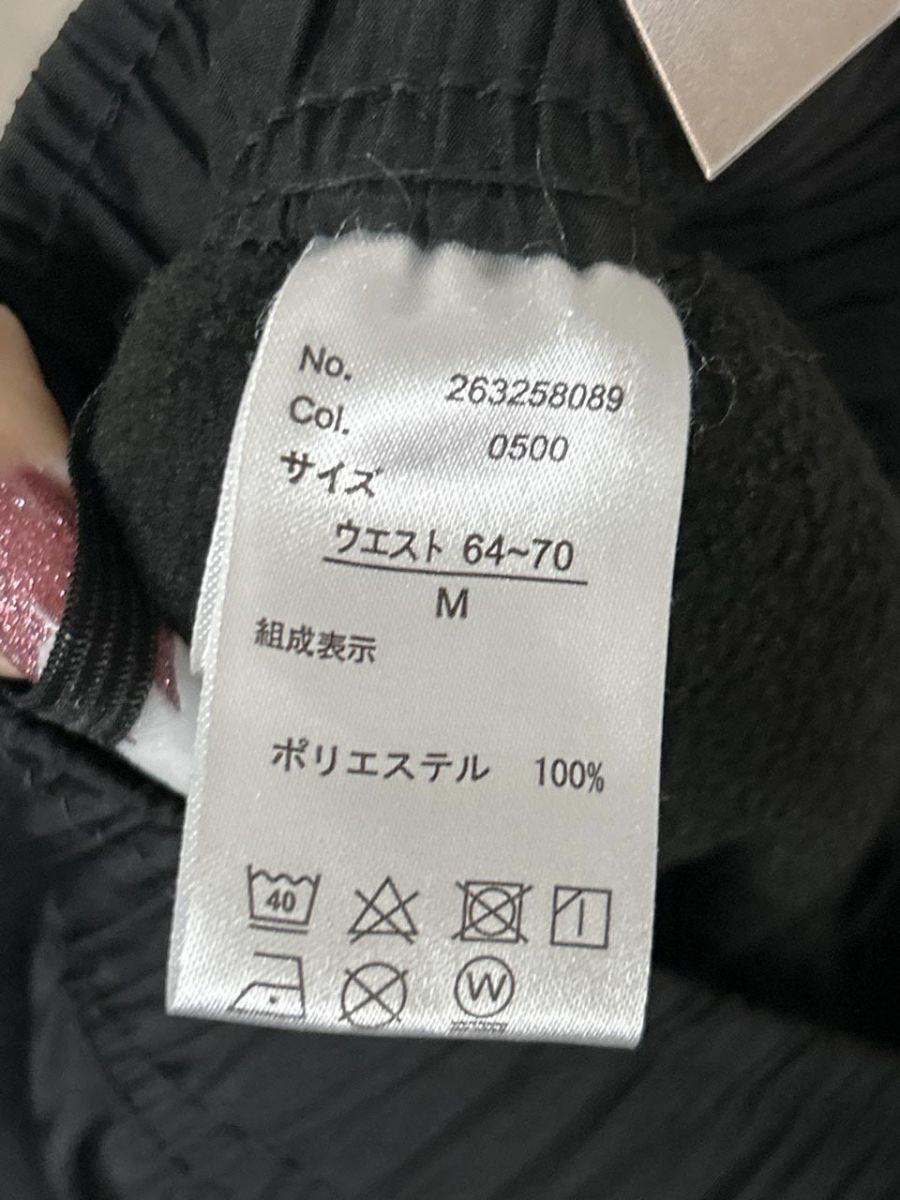 No. 263258089
Col. 0500
サイズ
ウエスト 64~70
M
組成表示
ポリエステル 100%
40
W